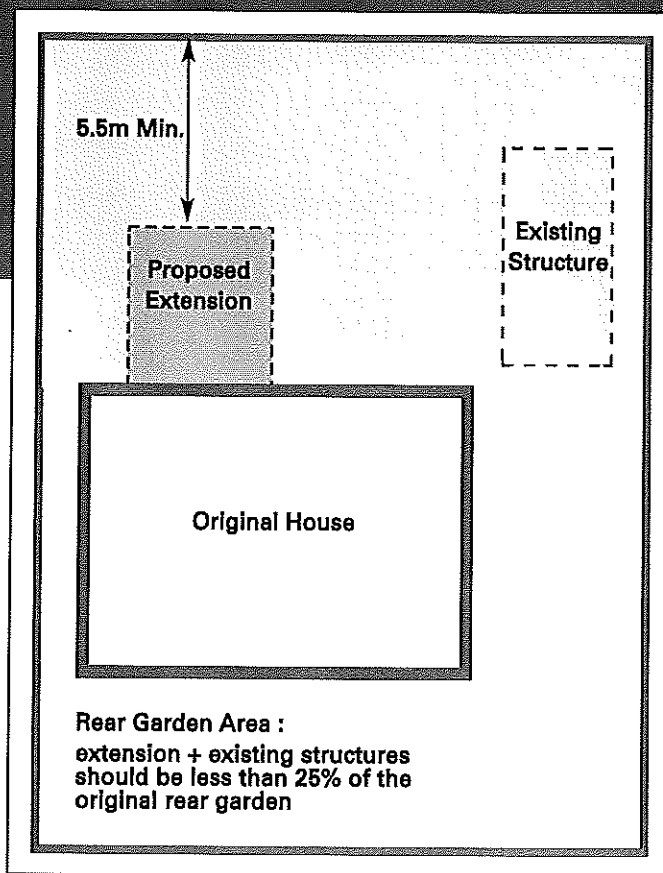 5.5m Min.
Existing
Structure
Proposed
Extension
Original House
Rear Garden Area :
extension + existing structures
should be less than 25% of the
original rear garden